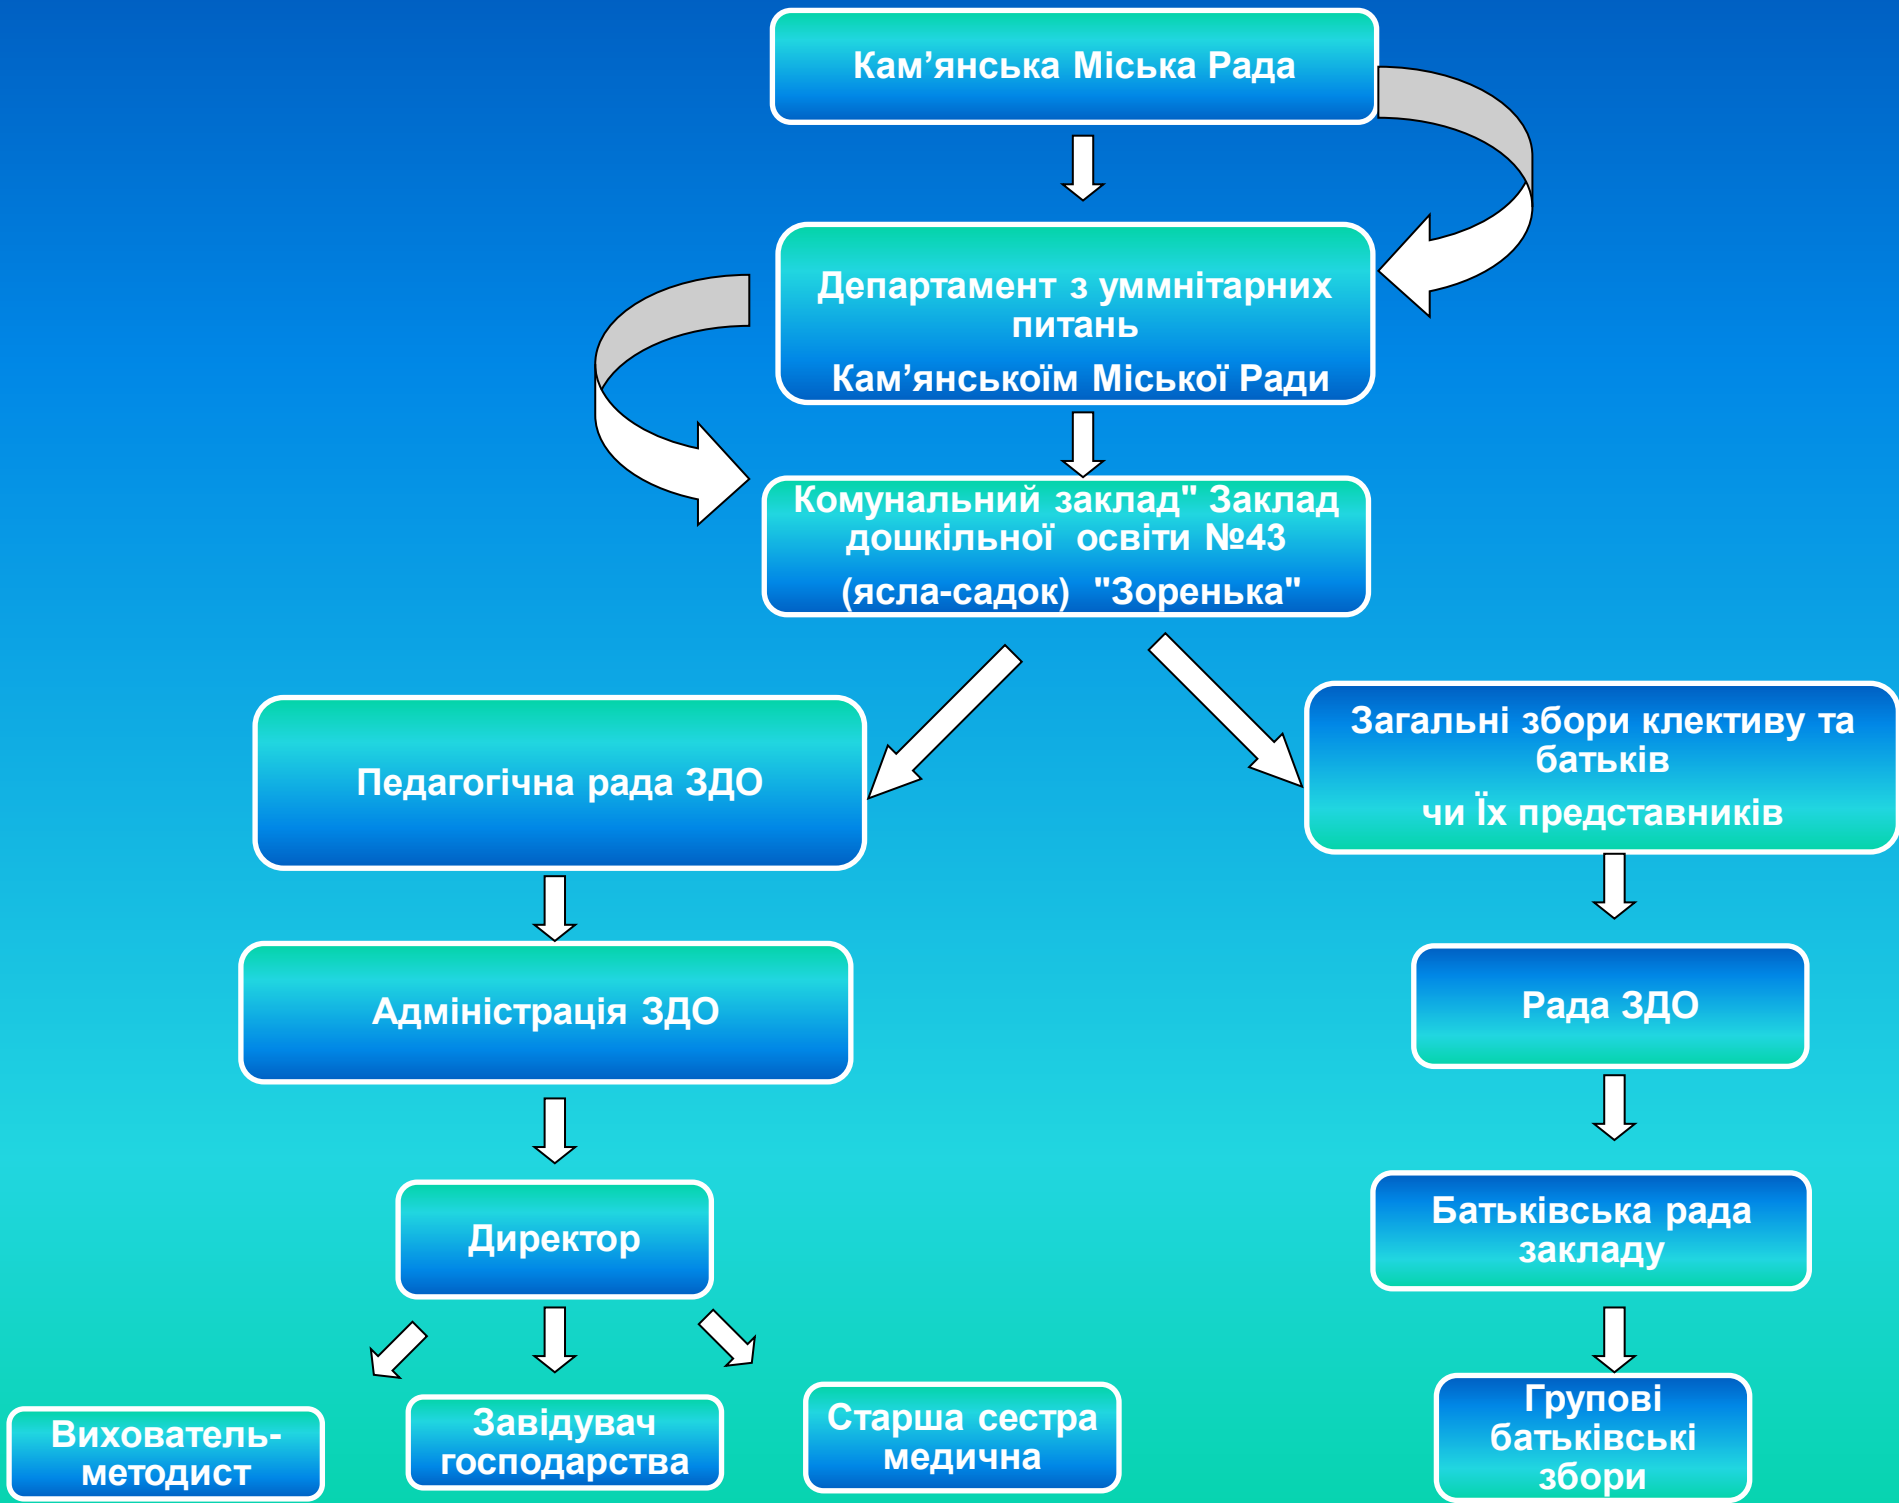 Кам’янська Міська Рада
Департамент з уммнітарних
питань
Кам’янськоїм Міської Ради
Комунальний заклад" Заклад
дошкільної освіти №43
(ясла-садок) "Зоренька"
Педагогічна рада ЗДО
Загальні збори клективу та
батьків
чи Їх представників
Адміністрація ЗДО
Рада ЗДО
Директор
Батьківська рада
закладу
Вихователь-
методист
Завідувач
господарства
Старша сестра
медична
Групові
батьківські
збори